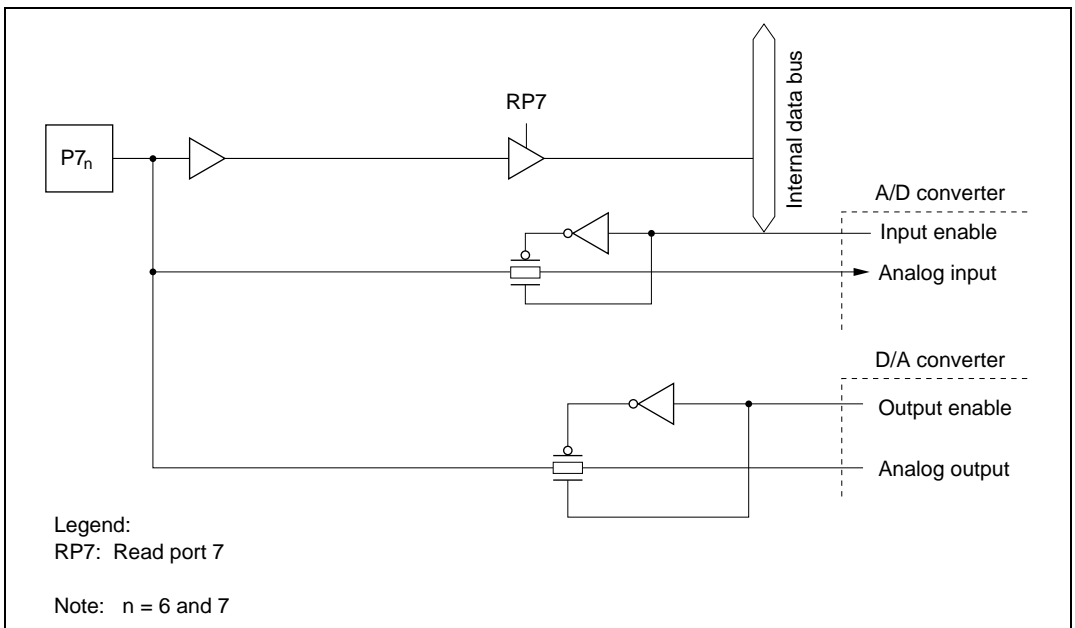 RP7
P7n
Internal data bus
A/D converter
Input enable
Analog input
D/A converter
Output enable
Analog output
Legend:
RP7: Read port 7
Note: n = 6 and 7